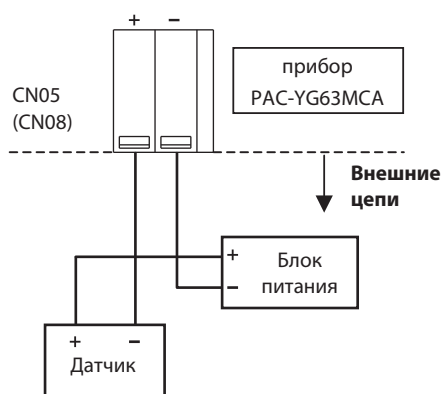 + −
прибор
PAC-YG63MCA
CN05
(CN08)
Внешние
цепи
+ Блок
− питания
+ −
Датчик